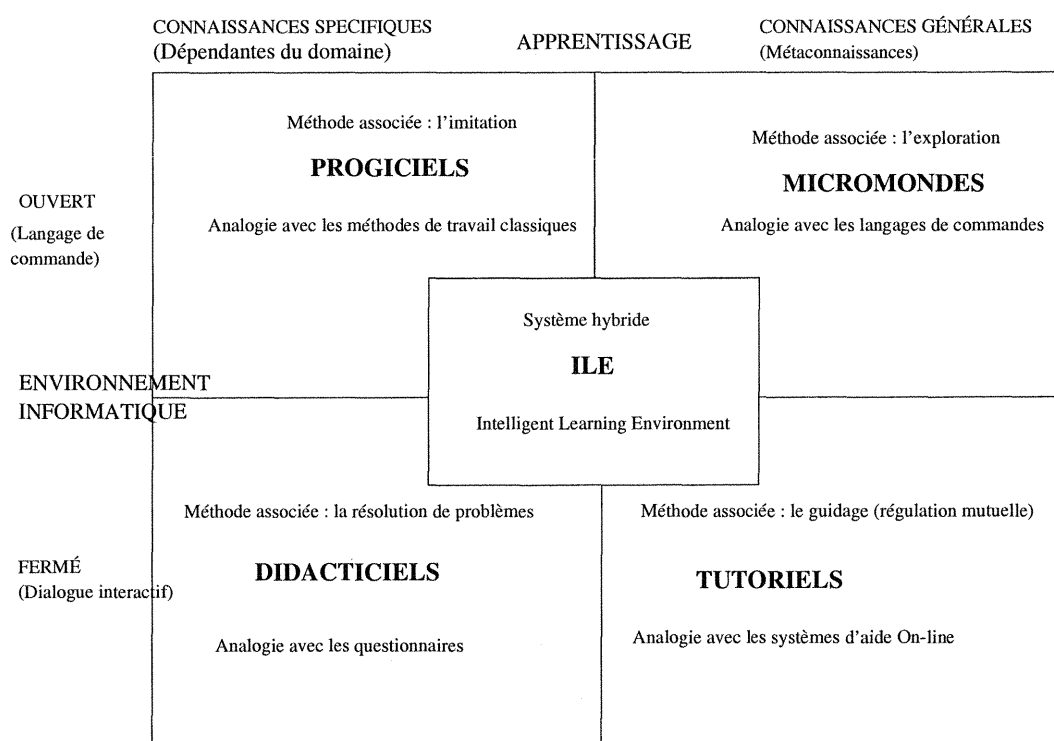 CONNAISSANCES SPECIFIQUES
(Dépendantes du domaine)
APPRENTISSAGE
CONNAISSANCES GÉNÉRALES
(Métaconnaissances)
Méthode associée : l'imitation
PROGICIELS
Analogie avec les méthodes de travail classiques
Méthode associée : l'exploration
MICROMONDES
Analogie avec les langages de commandes
OUVERT
(Langage de
commande)
Système hybride
ILE
Intelligent Learning Environment
ENVIRONNEMENT
INFORMATIQUE
Méthode associée : la résolution de problèmes
DIDACTICIELS
Analogie avec les questionnaires
Méthode associée : le guidage (régulation mutuelle)
TUTORIELS
Analogie avec les systèmes d'aide On-line
FERMÉ
(Dialogue interactif)